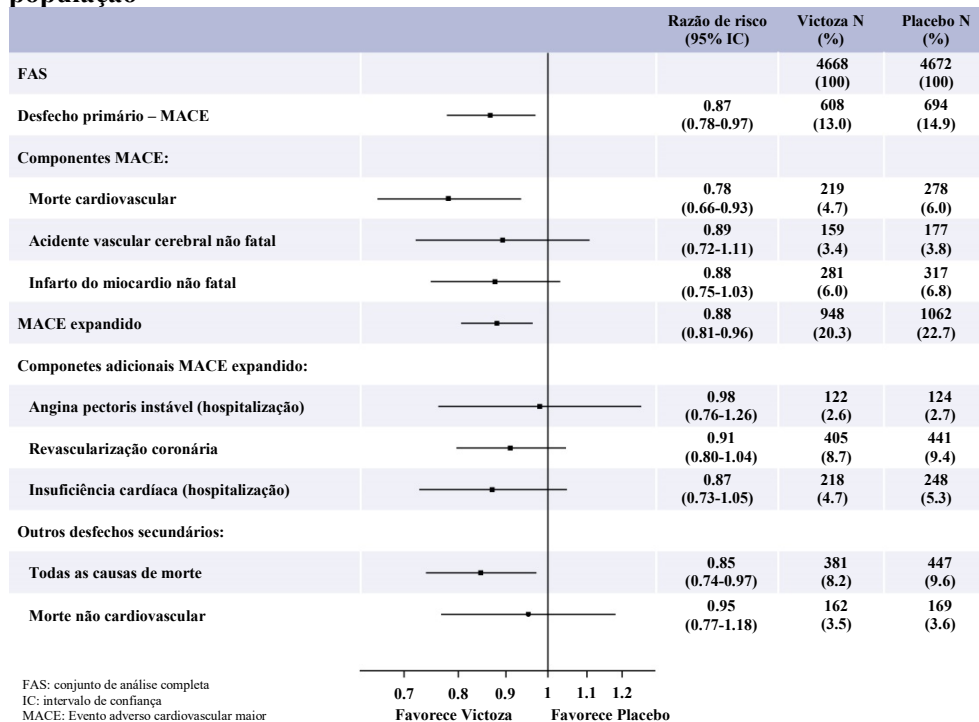 população
Razão de risco Victoza N Placebo N
(95% IC) (%) (%)
FAS 4668 4672
(100) (100)
Desfecho primário – MACE 0.87 608 694
(0.78-0.97) (13.0) (14.9)
Componentes MACE:
Morte cardiovascular 0.78 219 278
(0.66-0.93) (4.7) (6.0)
Acidente vascular cerebral não fatal 0.89 159 177
(0.72-1.11) (3.4) (3.8)
Infarto do miocardio não fatal 0.88 281 317
(0.75-1.03) (6.0) (6.8)
MACE expandido 0.88 948 1062
(0.81-0.96) (20.3) (22.7)
Componetes adicionais MACE expandido:
Angina pectoris instável (hospitalização) 0.98 122 124
(0.76-1.26) (2.6) (2.7)
Revascularização coronária 0.91 405 441
(0.80-1.04) (8.7) (9.4)
Insuficiência cardíaca (hospitalização) 0.87 218 248
(0.73-1.05) (4.7) (5.3)
Outros desfechos secundários:
Todas as causas de morte 0.85 381 447
(0.74-0.97) (8.2) (9.6)
Morte não cardiovascular 0.95 162 169
(0.77-1.18) (3.5) (3.6)
0.7 0.8 0.9 1 1.1 1.2
Favorece Victoza Favorece Placebo
FAS: conjunto de análise completa
IC: intervalo de confiança
MACE: Evento adverso cardiovascular maior